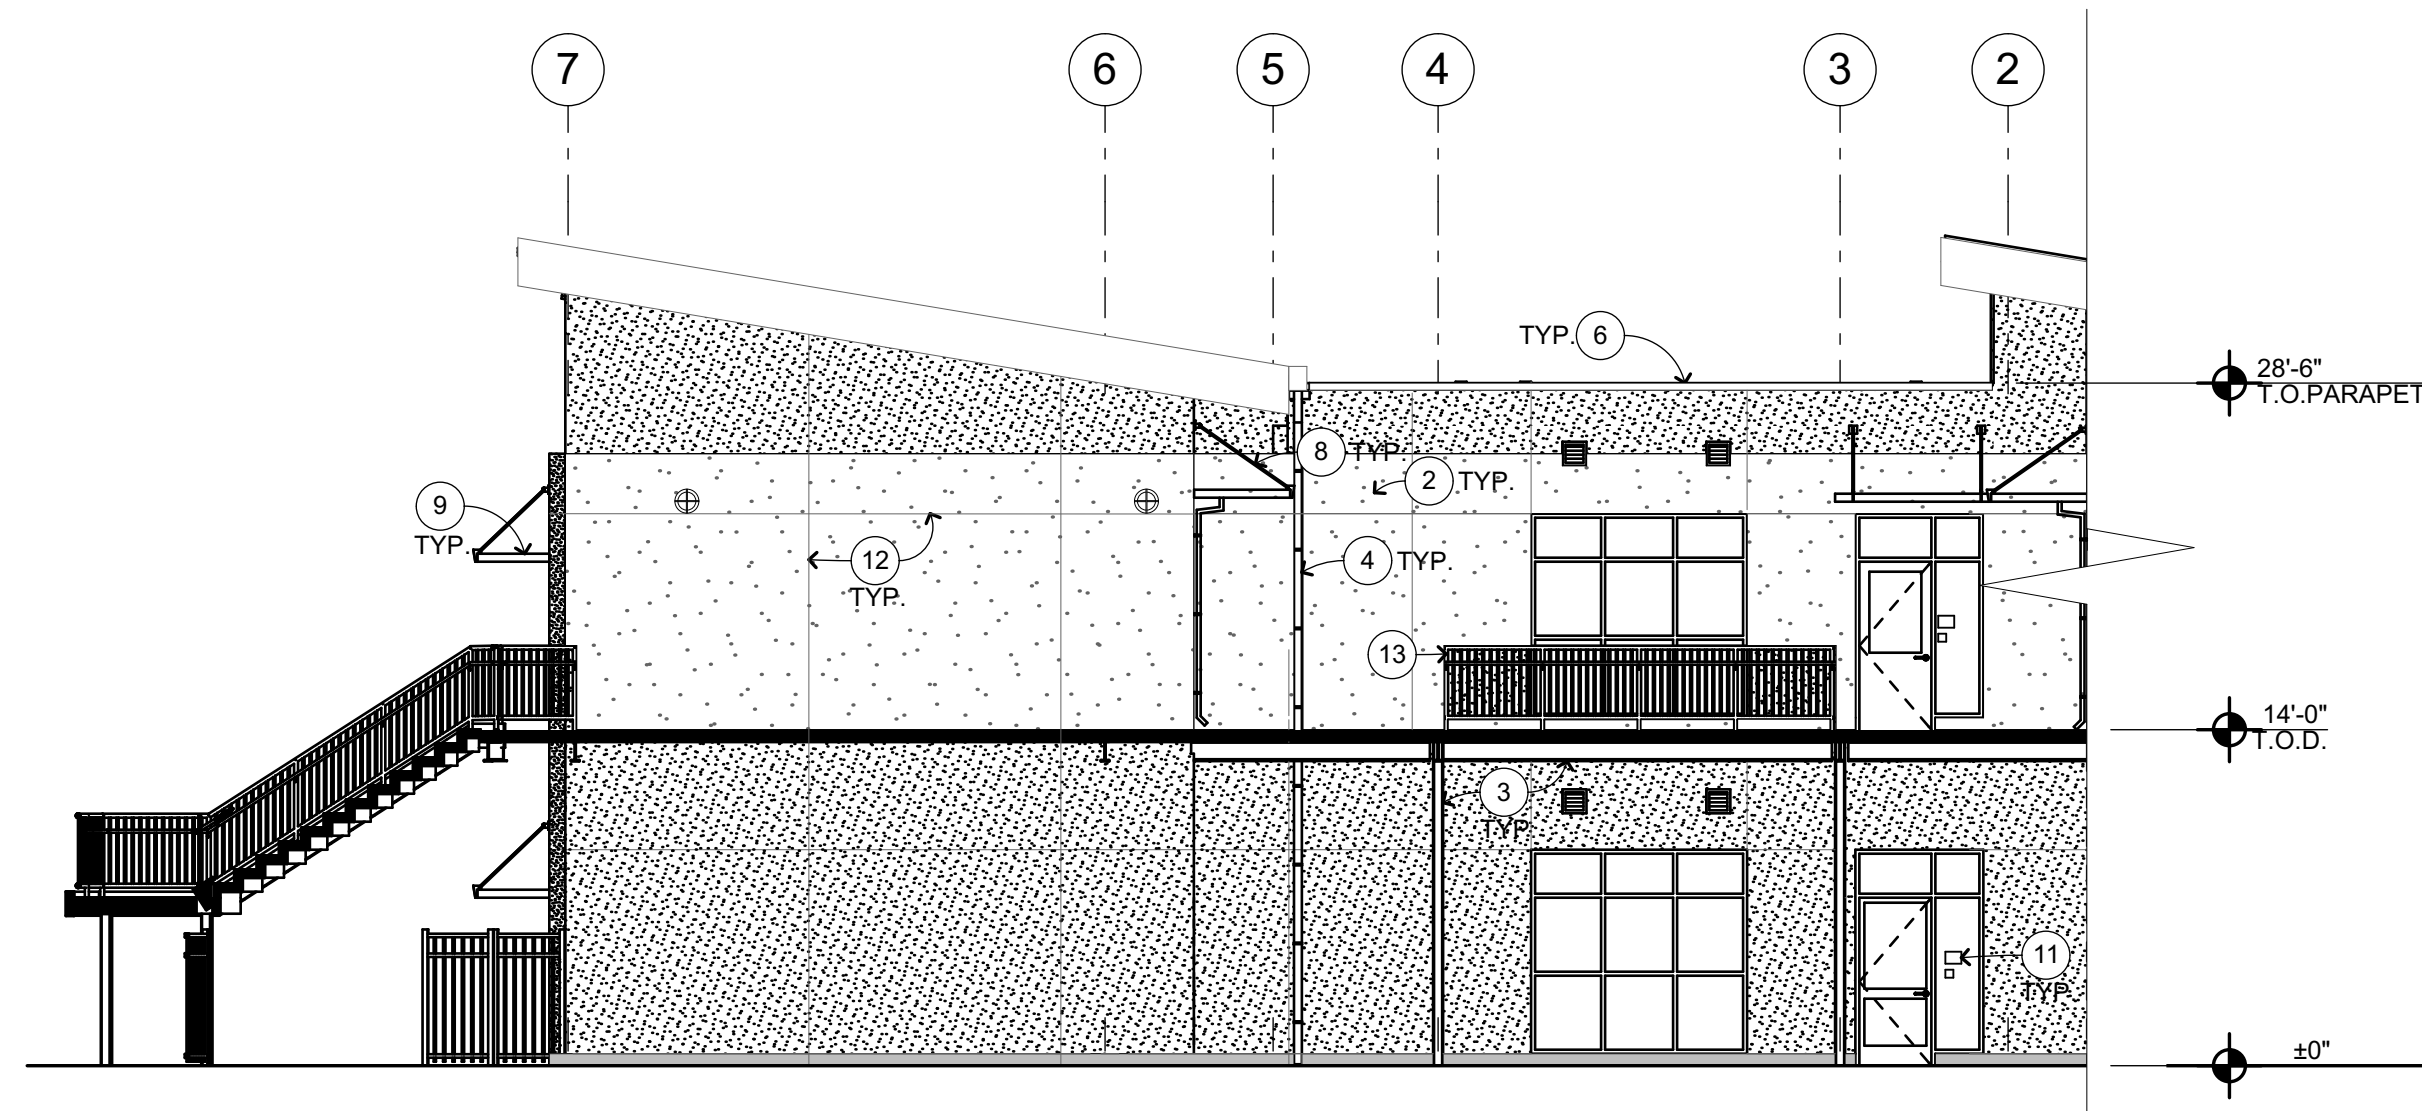 7 6 5 4 3 2
TYP. 6
28'-6"
T.O.PARAPET
8 TYP.
2 TYP.
9
TYP.
12
TYP.
4 TYP.
13
14'-0"
T.O.D.
3
TYP.
11
TYP.
±0"